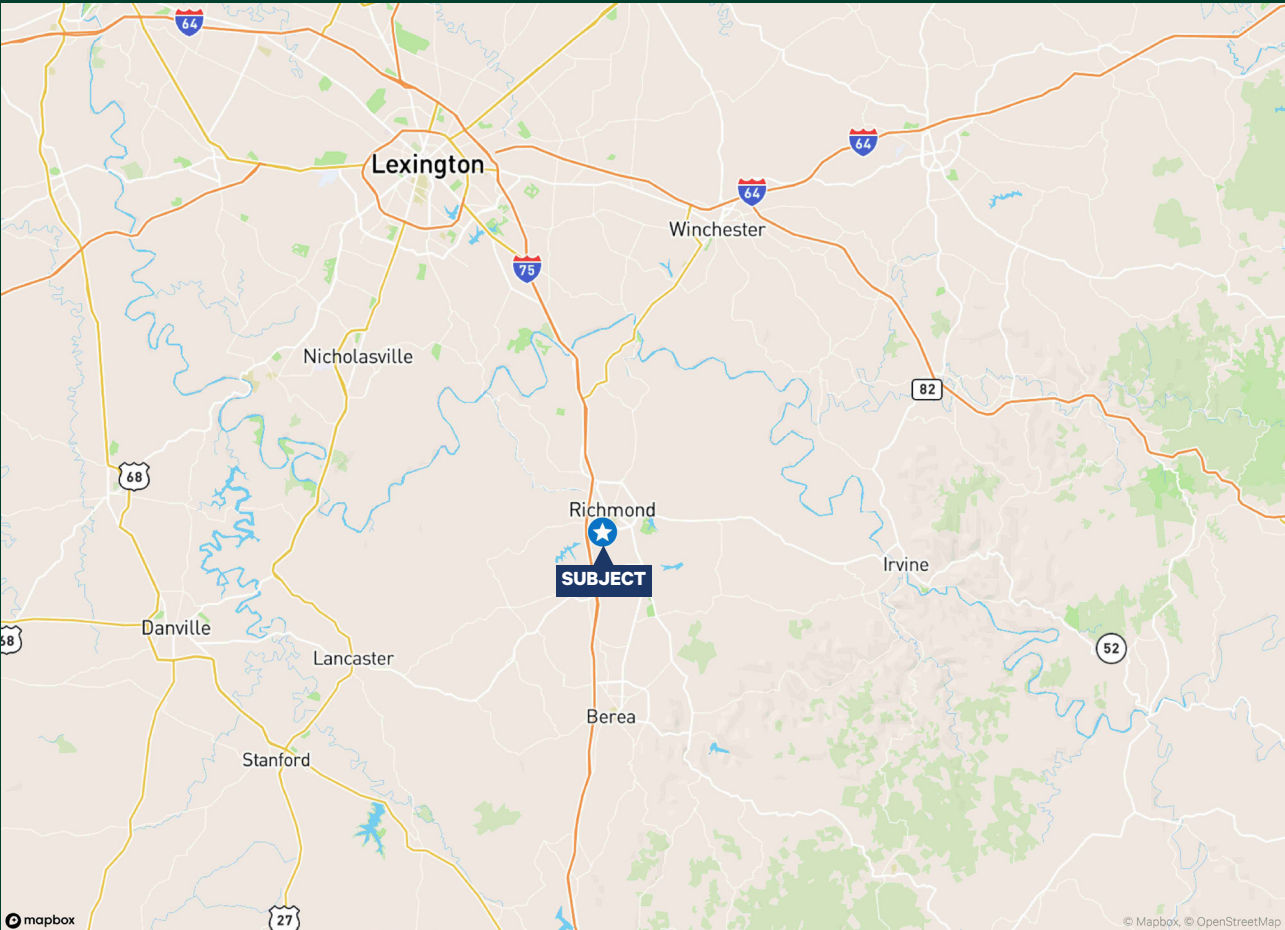 64
Lexington
64
64
Winchester
75
Nicholasville
82
68
Richmond
SUBJECT
Irvine
Danville
68
52
Lancaster
Berea
Stanford
27
mapbox
© Mapbox, © OpenStreetMap